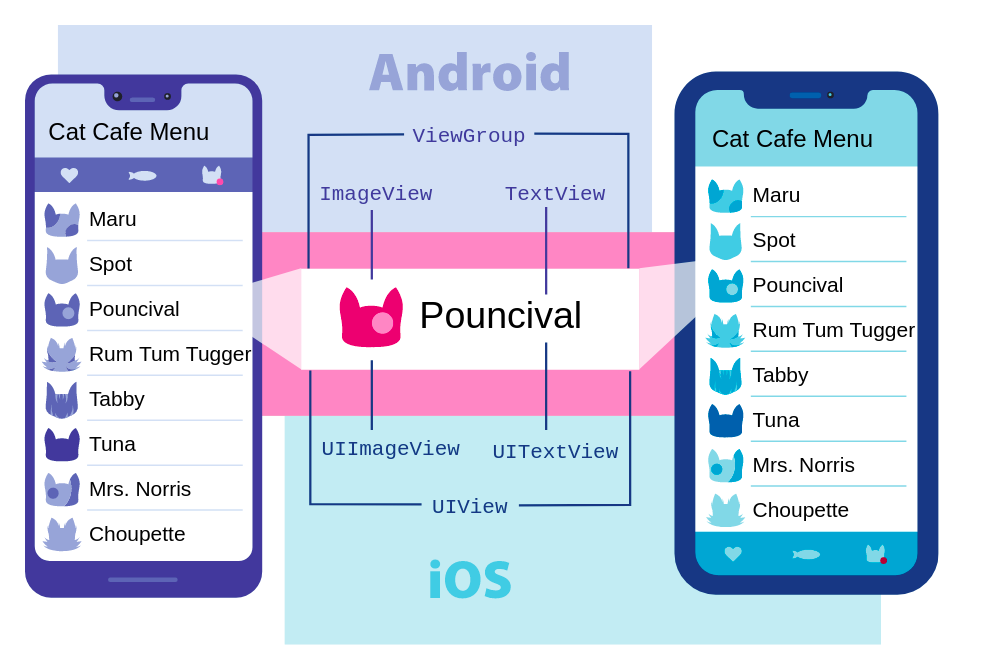 Android
Cat Cafe Menu
Maru
Spot
Pouncival
Rum Tum Tugger
Tabby
Tuna
Mrs. Norris
Choupette
ViewGroup
ImageView
TextView
Pouncival
UIImageView
UITextView
UIView
iOS
Cat Cafe Menu
Maru
Spot
Pouncival
Rum Tum Tugger
Tabby
Tuna
Mrs. Norris
Choupette